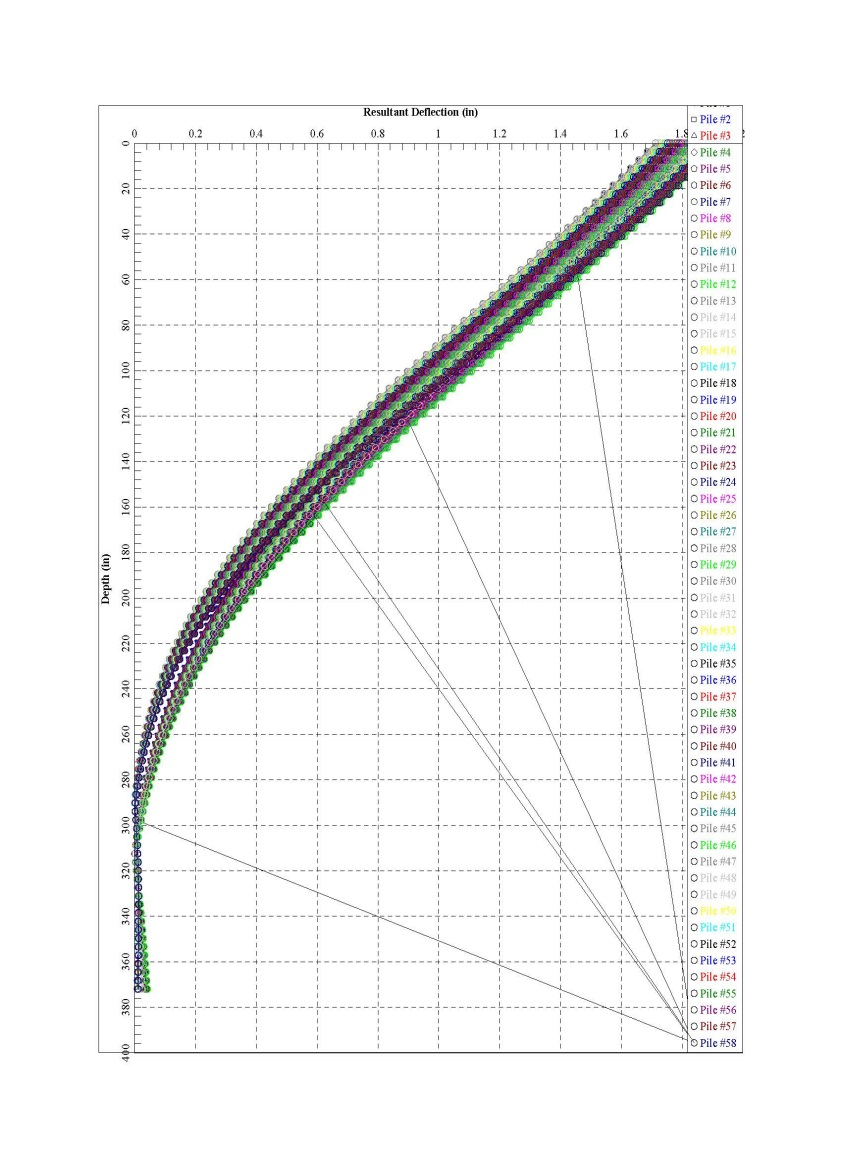 Resultant Deflection (in)
0 0.2 0.4 0.6 0.8 1 1.2 1.4 1.6 1.8 2
Depth (in)
0
20
40
60
80
100
120
140
160
180
200
220
240
260
280
300
320
340
360
380
400
Pile #2
Pile #3
Pile #4
Pile #5
Pile #6
Pile #7
Pile #8
Pile #9
Pile #10
Pile #11
Pile #12
Pile #13
Pile #14
Pile #15
Pile #16
Pile #17
Pile #18
Pile #19
Pile #20
Pile #21
Pile #22
Pile #23
Pile #24
Pile #25
Pile #26
Pile #27
Pile #28
Pile #29
Pile #30
Pile #31
Pile #32
Pile #33
Pile #34
Pile #35
Pile #36
Pile #37
Pile #38
Pile #39
Pile #40
Pile #41
Pile #42
Pile #43
Pile #44
Pile #45
Pile #46
Pile #47
Pile #48
Pile #49
Pile #50
Pile #51
Pile #52
Pile #53
Pile #54
Pile #55
Pile #56
Pile #57
Pile #58